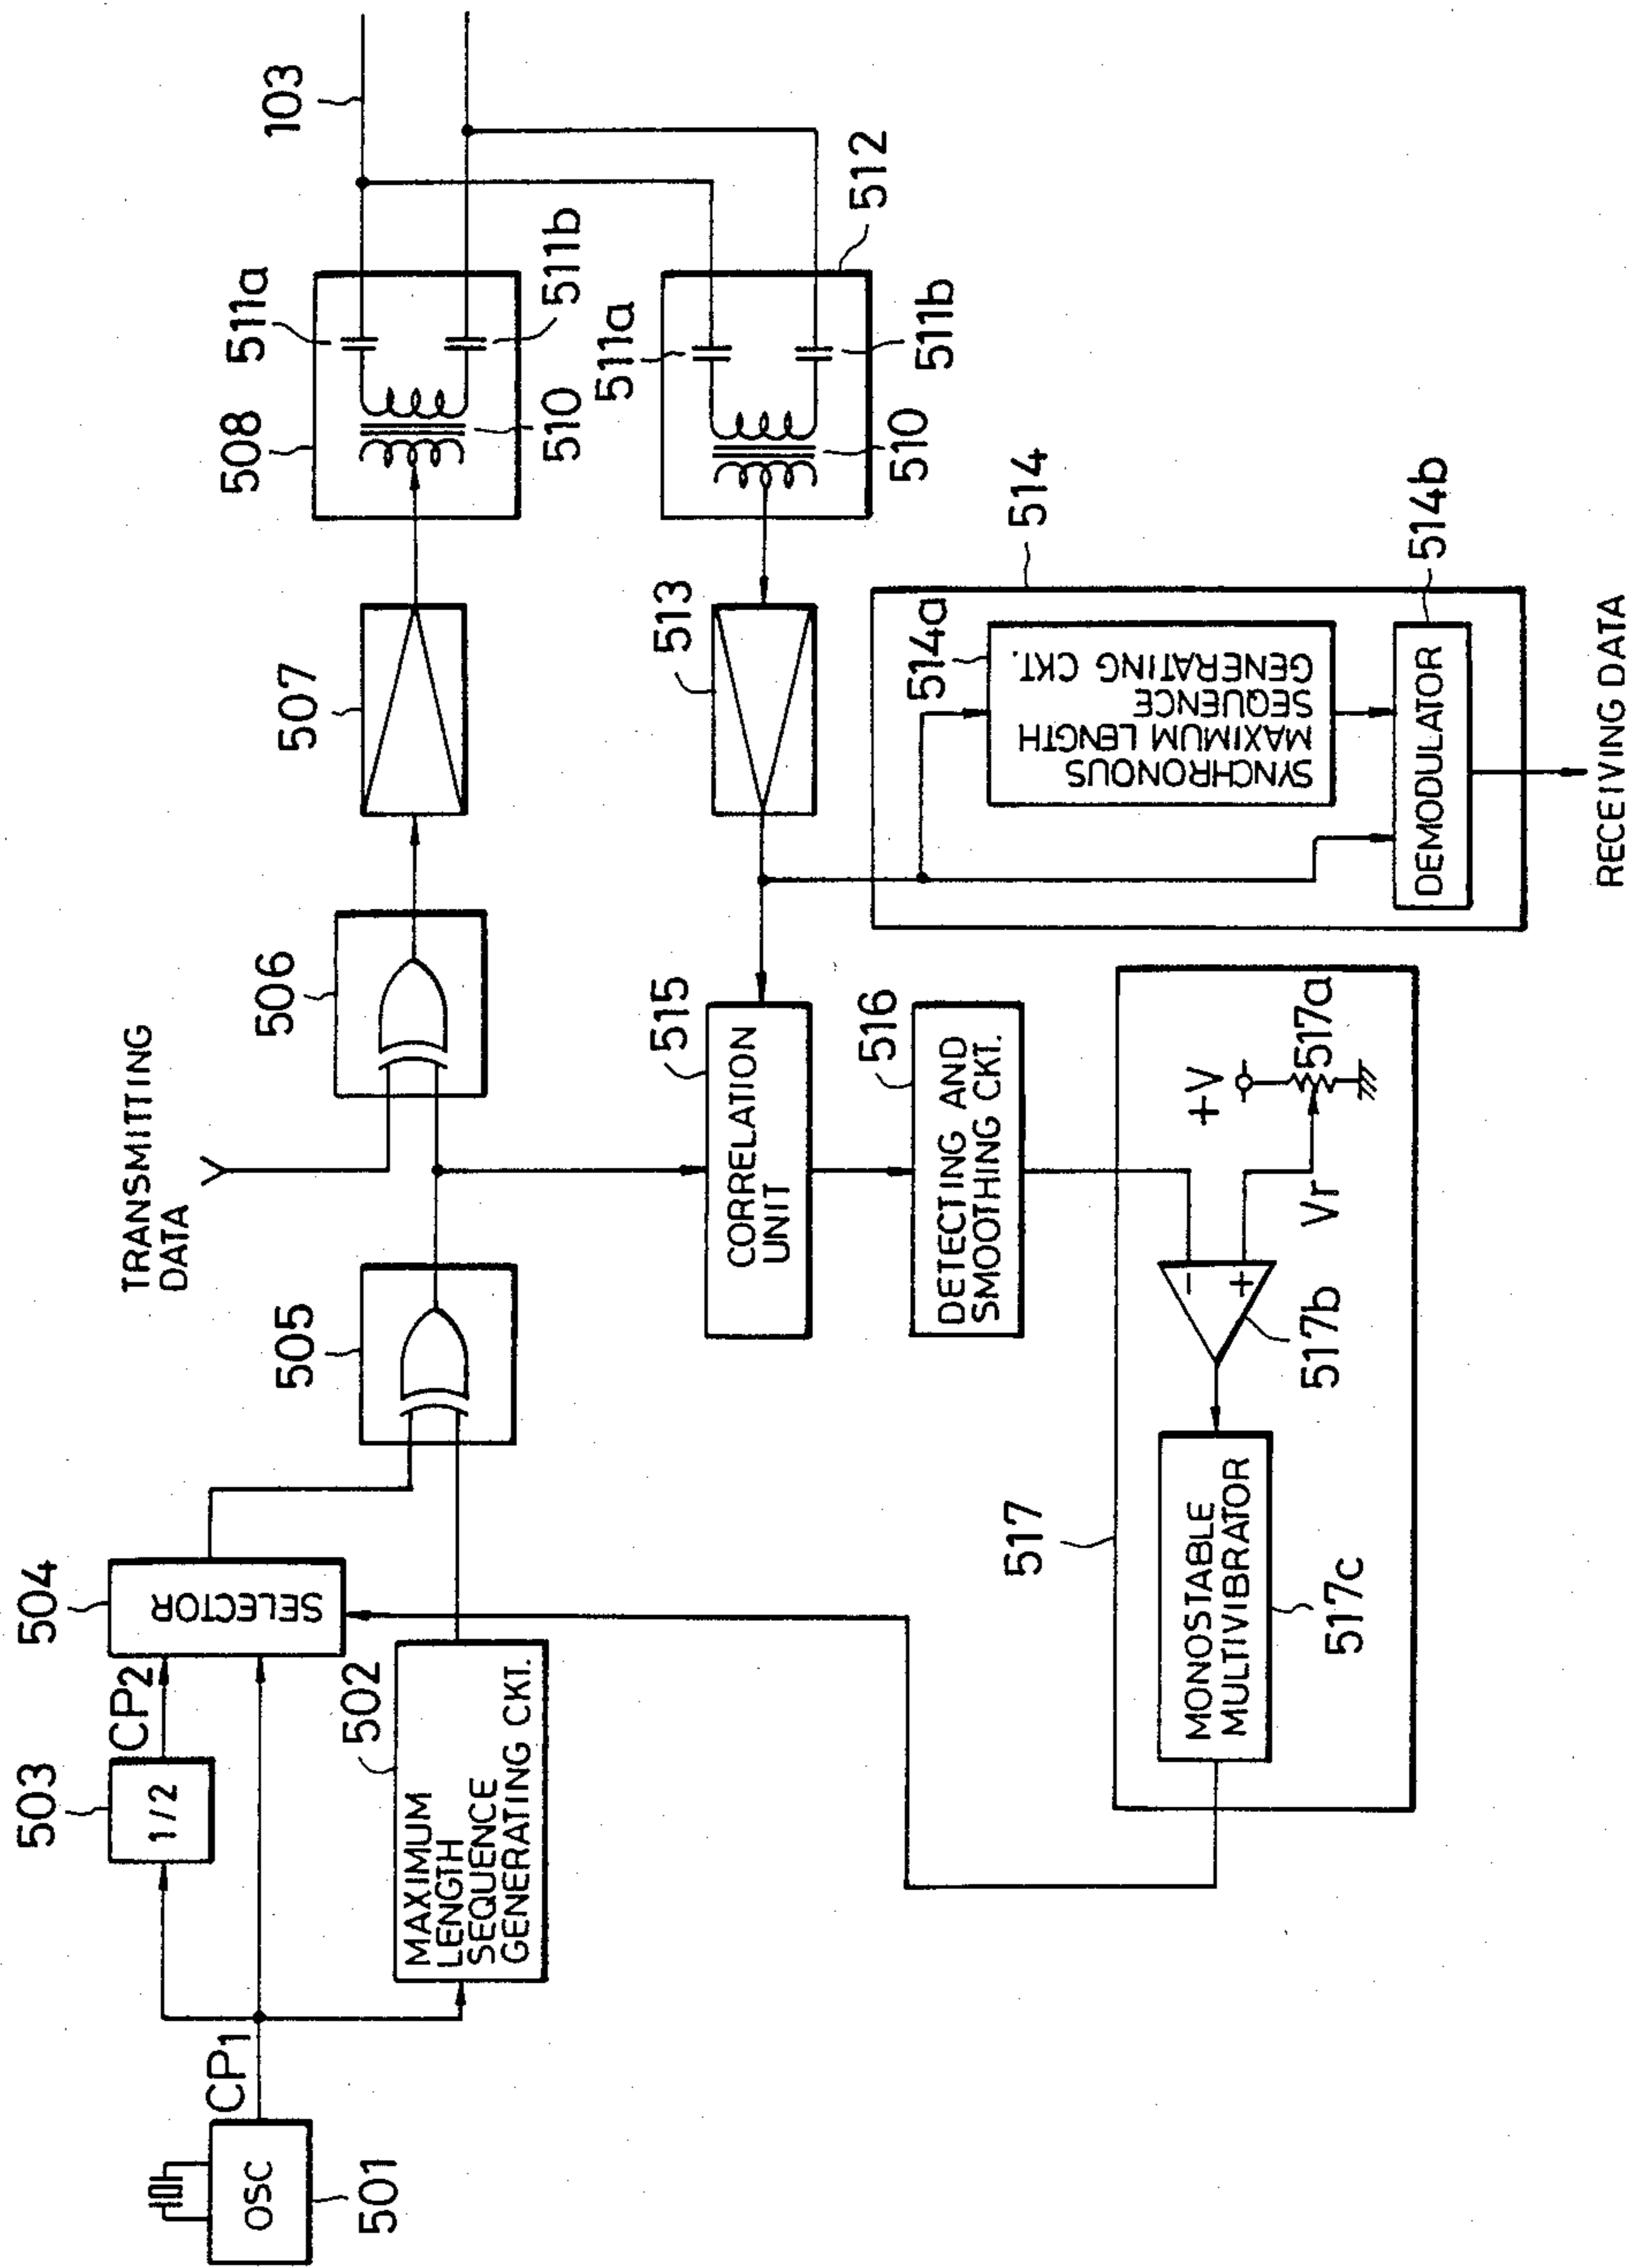 103
511a
511b
508
510
512
511a
511b
510
507
513
514
514a
SYNCHRONOUS
MAXIMUM LENGTH
SEQUENCE
GENERATING CKT.
514b
DEMODULATOR
RECEIVING DATA
TRANSMITTING
DATA
506
505
515
CORRELATION
UNIT
516
DETECTING AND
SMOOTHING CKT.
517
+V
517a
Vr
-
+
517b
MONOSTABLE
MULTIVIBRATOR
517c
504
SELECTOR
503
1/2
CP2
502
MAXIMUM
LENGTH
SEQUENCE
GENERATING CKT.
CP1
OSC
501